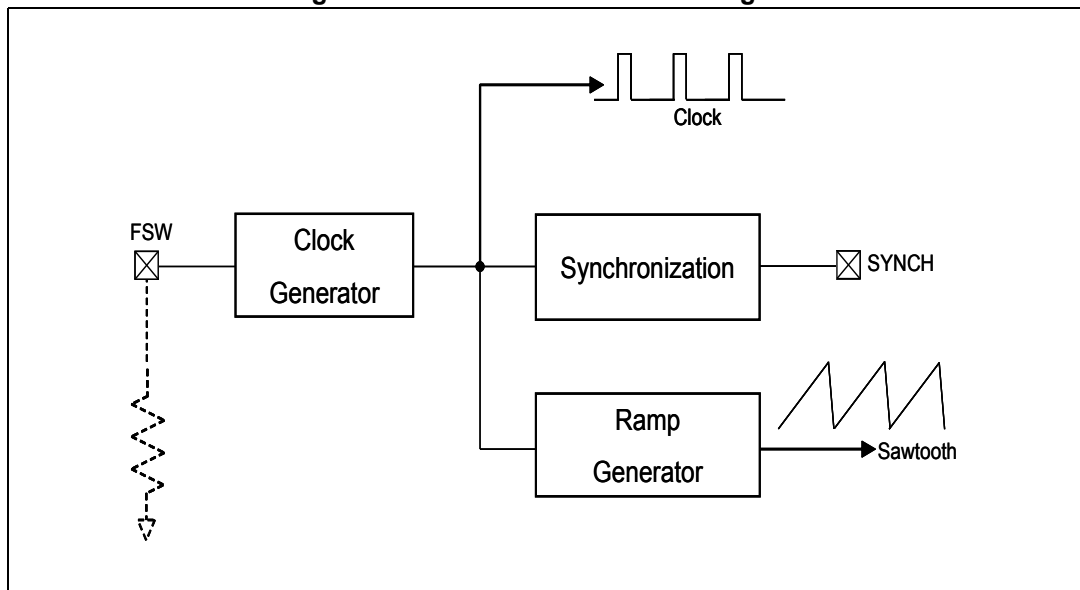 Clock
FSW
Clock
Generator
Synchronization
SYNCH
Ramp
Generator
Sawtooth